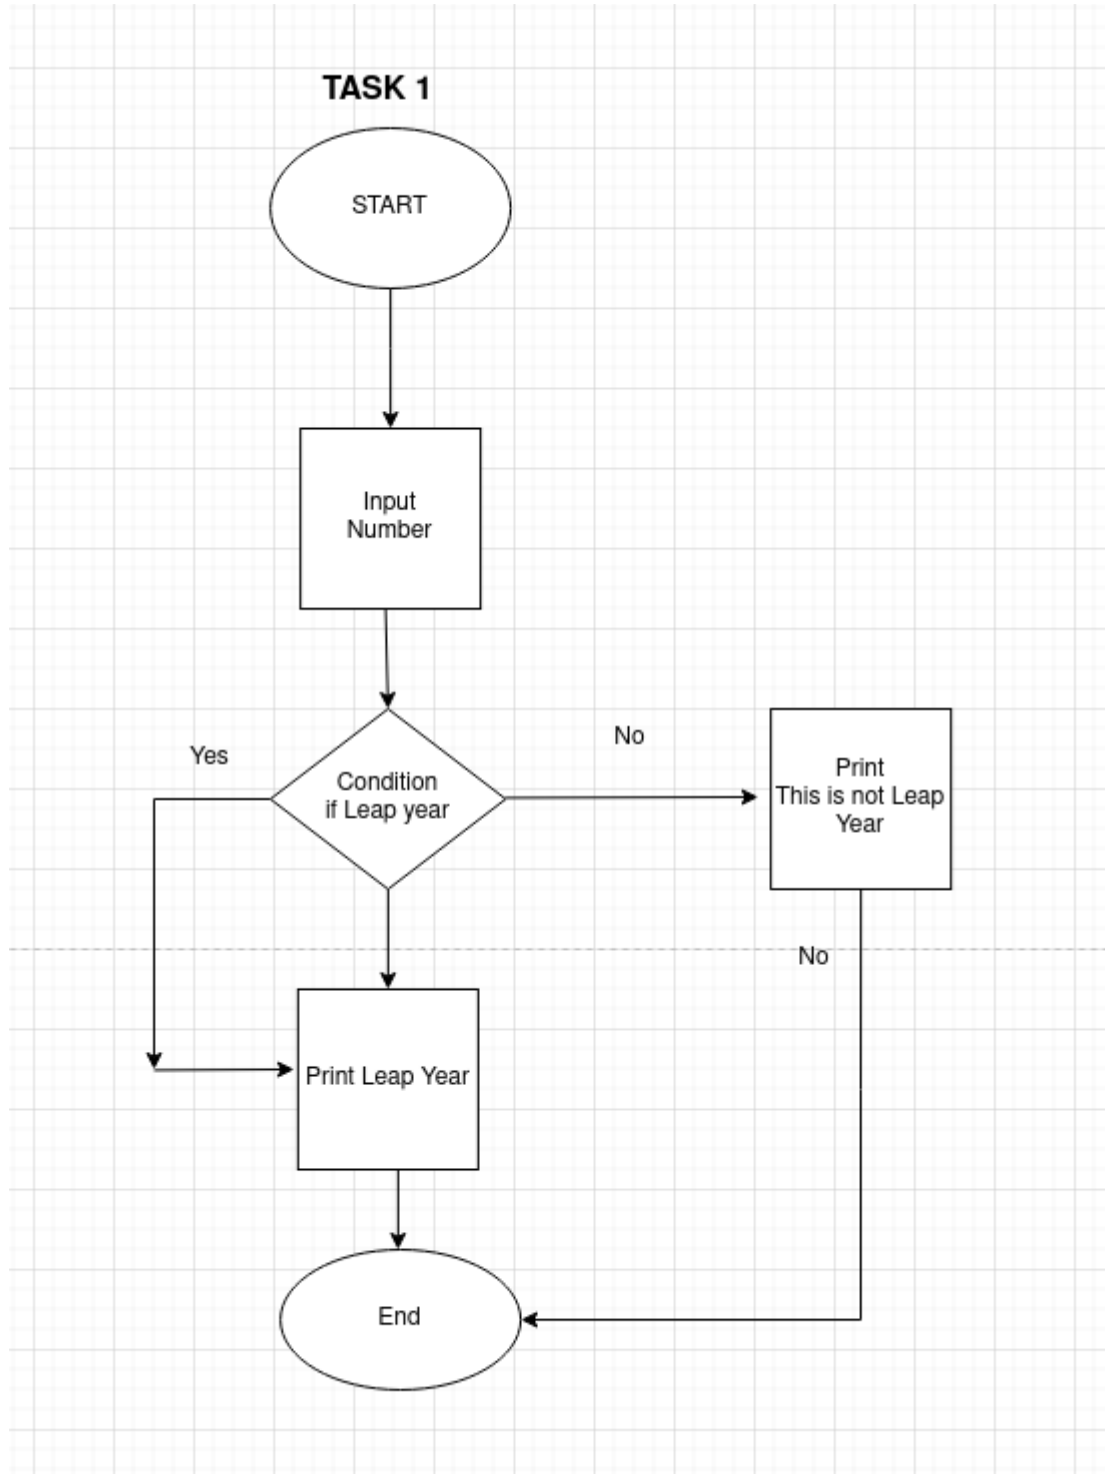 TASK 1
START
Input
Number
Yes
No
Condition
if Leap year
Print
This is not Leap
Year
No
Print Leap Year
End